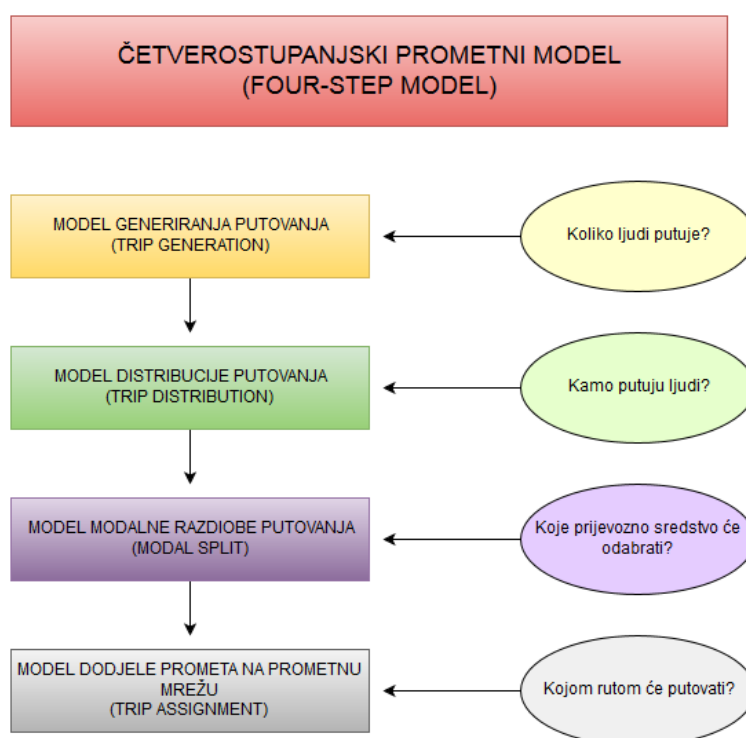 ČETVEROSTUPANJSKI PROMETNI MODEL
(FOUR-STEP MODEL)
MODEL GENERIRANJA PUTOVANJA
(TRIP GENERATION)
Koliko ljudi putuje?
MODEL DISTRIBUCIJE PUTOVANJA
(TRIP DISTRIBUTION)
Kamo putuju ljudi?
MODEL MODALNE RAZDIOBE PUTOVANJA
(MODAL SPLIT)
Koje prijevozno sredstvo će
odabrati?
MODEL DODJELE PROMETA NA PROMETNU
MREŽU
(TRIP ASSIGNMENT)
Kojom rutom će putovati?